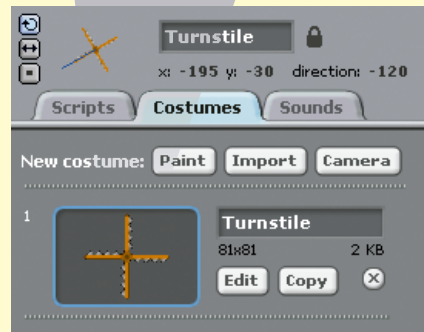 Turnstile
x: -195 y: -30 direction: -120
Scripts Costumes Sounds
New costume: Paint Import Camera
1
Turnstile
81x81 2 KB
Edit Copy